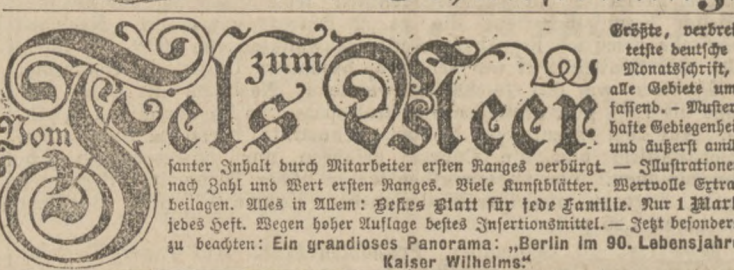 Vom Fels zum Meer
Größte, verbrei
tetste deutsche
Monatsschrift,
alle Gebiete um
fassend. – Muster
hafte Gediegenhei
und äußerst amü
santer Inhalt durch Mitarbeiter ersten Ranges verbürgt. — Illustratione
nach Zahl und Wert ersten Ranges. Viele Kunstblätter. Wertvolle Extra
beilagen. Alles in Allem: Bestes Blatt für jede Familie. Nur 1 Mark
jedes Heft. Wegen hoher Auflage bestes Insertionsmittel. — Jetzt besonder
zu beachten: Ein grandioses Panorama: „Berlin im 90. Lebensjahre
Kaiser Wilhelms.“